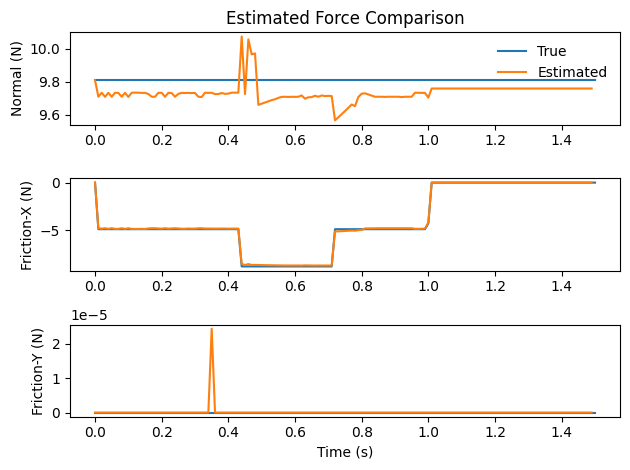 Estimated Force Comparison
Normal (N)
10.0
9.8
9.6
True
Estimated
0.0 0.2 0.4 0.6 0.8 1.0 1.2 1.4
Friction-X (N)
0
−5
0.0 0.2 0.4 0.6 0.8 1.0 1.2 1.4
1e−5
Friction-Y (N)
2
1
0
0.0 0.2 0.4 0.6 0.8 1.0 1.2 1.4
Time (s)